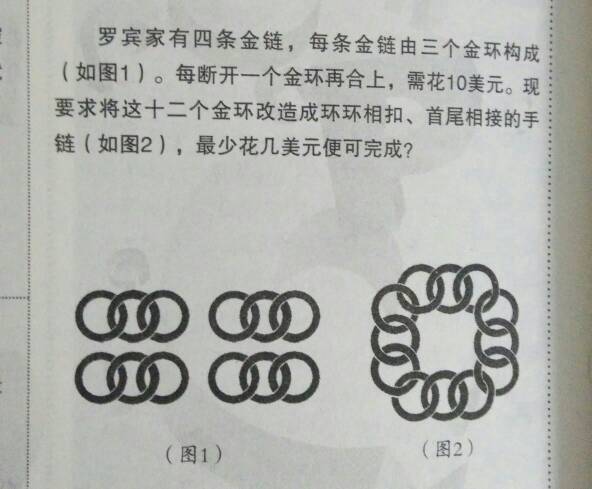 罗宾家有四条金链，每条金链由三个金环构成
（如图1）。每断开一个金环再合上，需花10美元。现
要求将这十二个金环改造成环环相扣、首尾相接的手
链（如图2），最少花几美元便可完成？
（图1）
（图2）